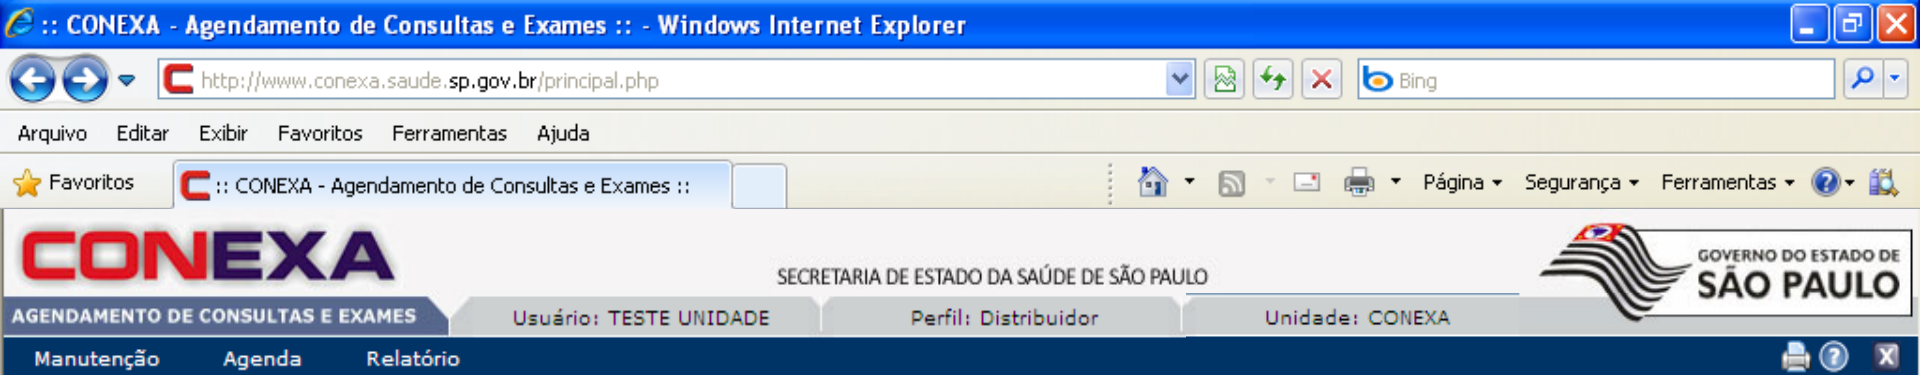 :: CONEXA - Agendamento de Consultas e Exames :: - Windows Internet Explorer
http://www.conexa.saude.sp.gov.br/principal.php
Bing
Arquivo Editar Exibir Favoritos Ferramentas Ajuda
Favoritos
:: CONEXA - Agendamento de Consultas e Exames ::
Página Segurança Ferramentas
CONEXA
SECRETARIA DE ESTADO DA SAÚDE DE SÃO PAULO
GOVERNO DO ESTADO DE
SÃO PAULO
AGENDAMENTO DE CONSULTAS E EXAMES
Usuário: TESTE UNIDADE
Perfil: Distribuidor
Unidade: CONEXA
Manutenção Agenda Relatório